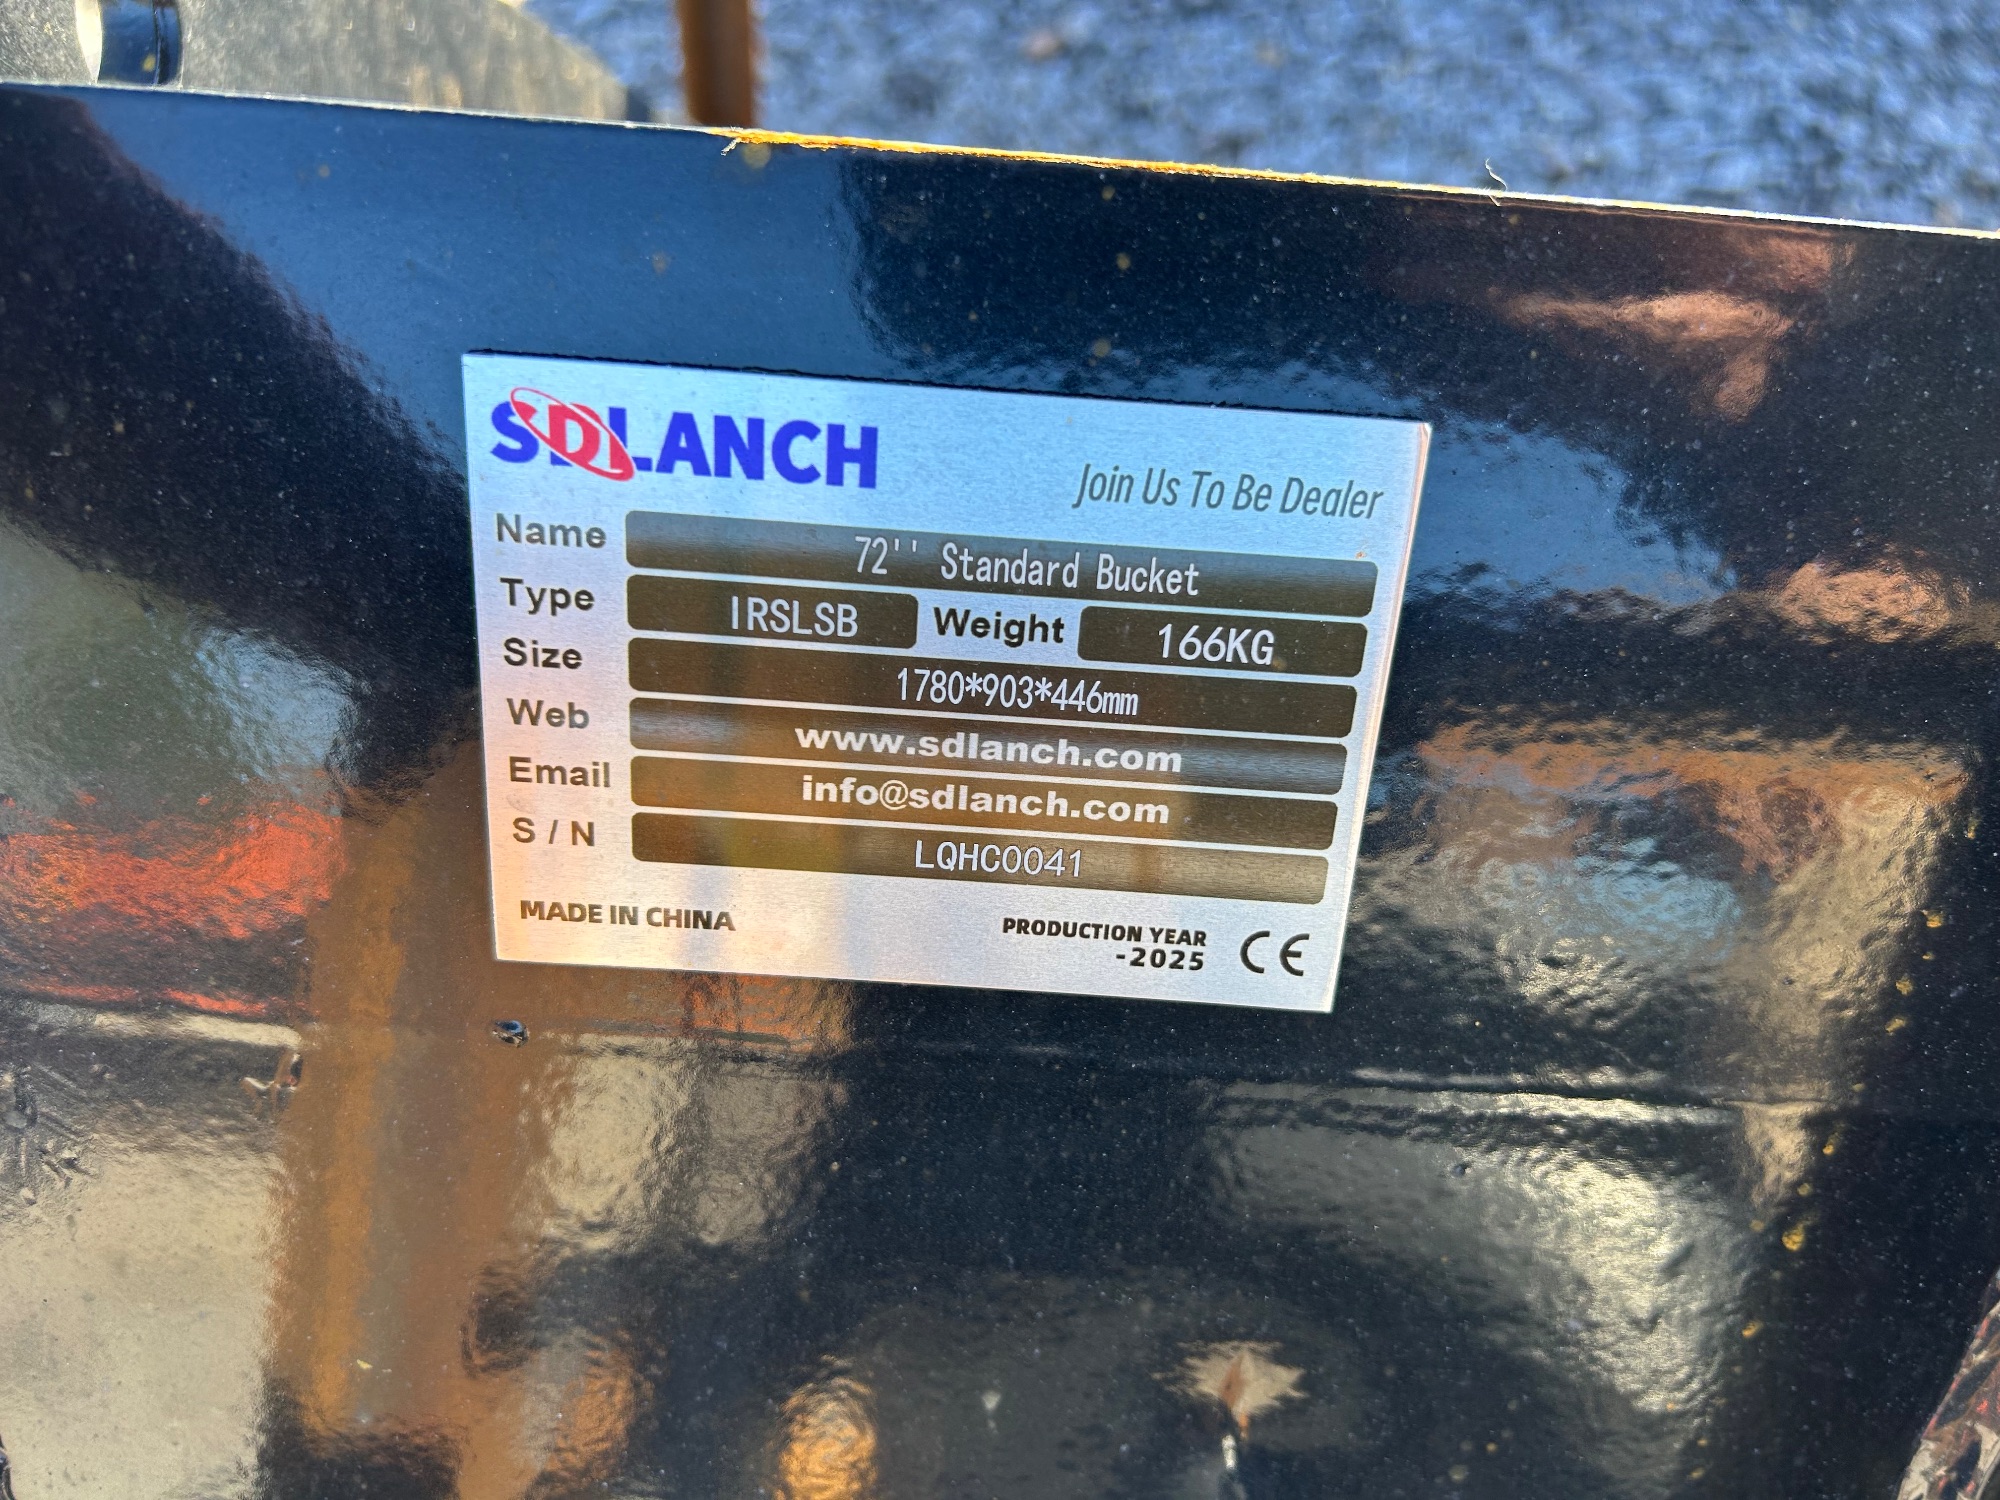 SDLANCH
Join Us To Be Dealer
Name 72'' Standard Bucket
Type IRSLSB Weight 166KG
Size 1780*903*446mm
Web www.sdlanch.com
Email info@sdlanch.com
S / N LQHC0041
MADE IN CHINA
PRODUCTION YEAR
-2025
CE